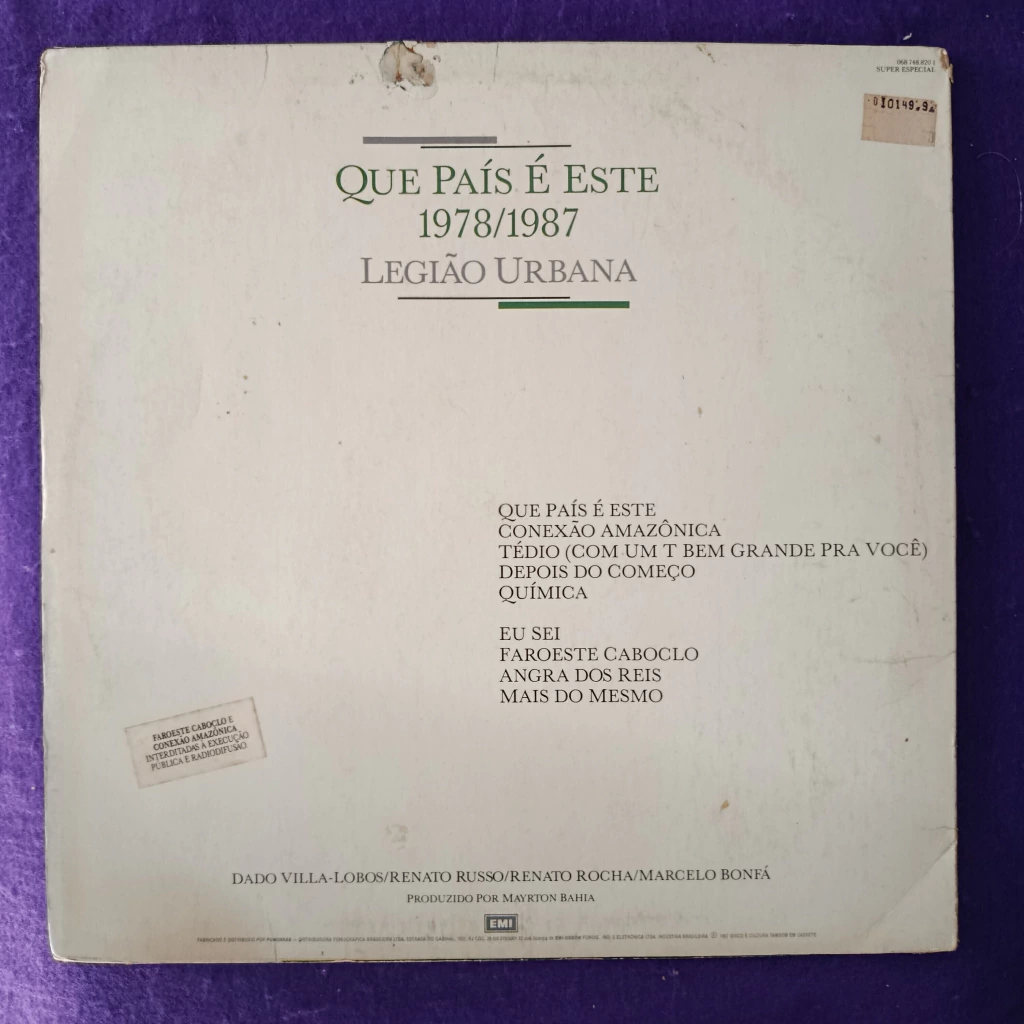 068 748 820 1
SUPER ESPECIAL
QUE PAÍS É ESTE
1978/1987
LEGIÃO URBANA
QUE PAÍS É ESTE
CONEXÃO AMAZÔNICA
TÉDIO (COM UM T BEM GRANDE PRA VOCÊ)
DEPOIS DO COMEÇO
QUÍMICA
EU SEI
FAROESTE CABOCLO
ANGRA DOS REIS
MAIS DO MESMO
FAROESTE CABOCLO E
CONEXÃO AMAZÔNICA
INTERDITADAS A EXECUÇÃO
PÚBLICA E RADIODIFUSÃO.
DADO VILLA-LOBOS/RENATO RUSSO/RENATO ROCHA/MARCELO BONFÁ
PRODUZIDO POR MAYRTON BAHIA
EMI